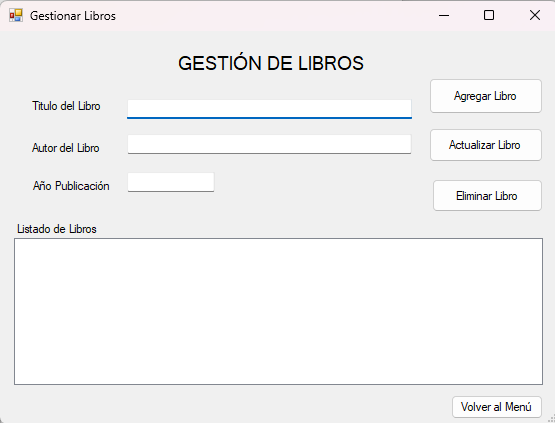 Gestionar Libros
GESTIÓN DE LIBROS
Titulo del Libro
Agregar Libro
Autor del Libro
Actualizar Libro
Año Publicación
Eliminar Libro
Listado de Libros
Volver al Menú